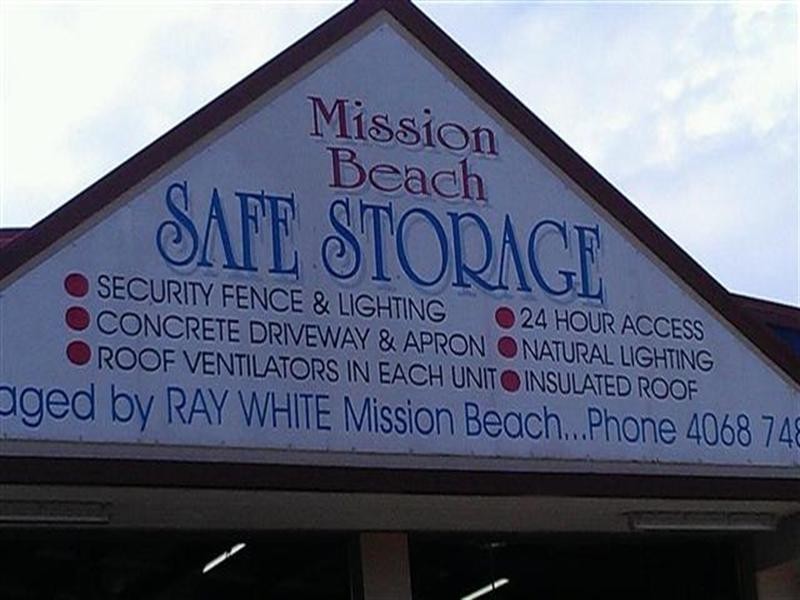 Mission
Beach
SAFE STORAGE
SECURITY FENCE & LIGHTING
CONCRETE DRIVEWAY & APRON
ROOF VENTILATORS IN EACH UNIT
24 HOUR ACCESS
NATURAL LIGHTING
INSULATED ROOF
aged by RAY WHITE Mission Beach...Phone 4068 748